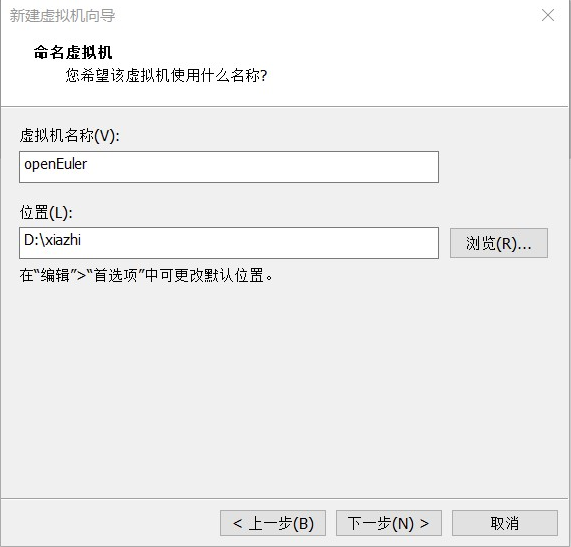 新建虚拟机向导
命名虚拟机
您希望该虚拟机使用什么名称?
虚拟机名称(V):
openEuler
位置(L):
D:\xiazhi
浏览(R)...
在“编辑”>“首选项”中可更改默认位置。
< 上一步(B)
下一步(N) >
取消